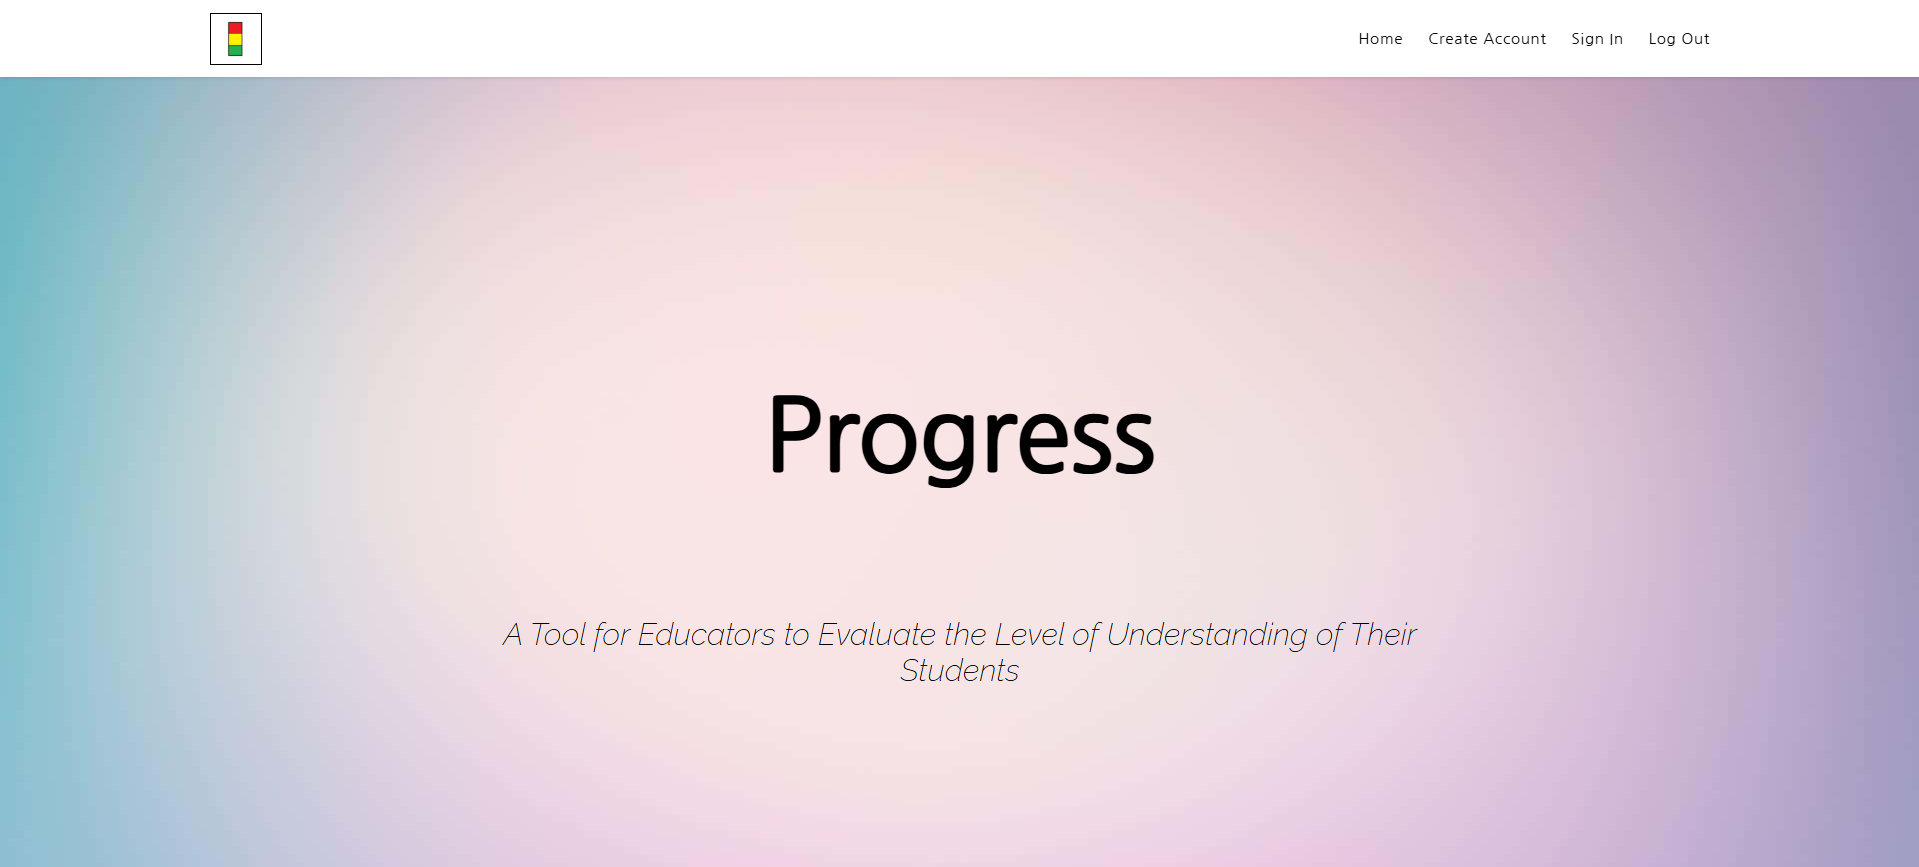 Home Create Account Sign In Log Out
Progress
A Tool for Educators to Evaluate the Level of Understanding of Their
Students